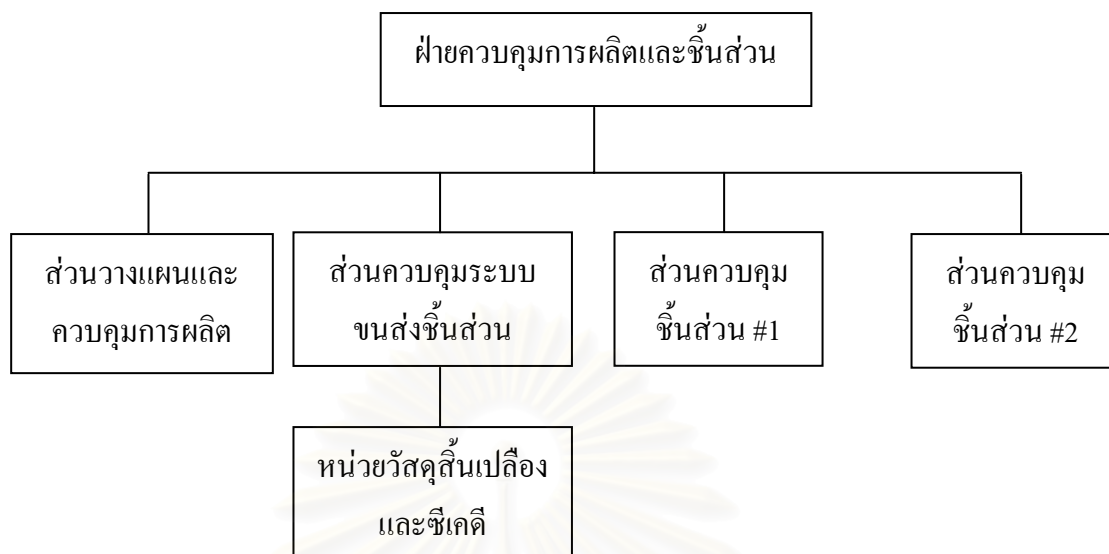 ฝ่ายควบคุมการผลิตและชิ้นส่วน
ส่วนวางแผนและ
ควบคุมการผลิต
ส่วนควบคุมระบบ
ขนส่งชิ้นส่วน
ส่วนควบคุม
ชิ้นส่วน #1
ส่วนควบคุม
ชิ้นส่วน #2
หน่วยวัสดุสิ้นเปลือง
และซีเคดี